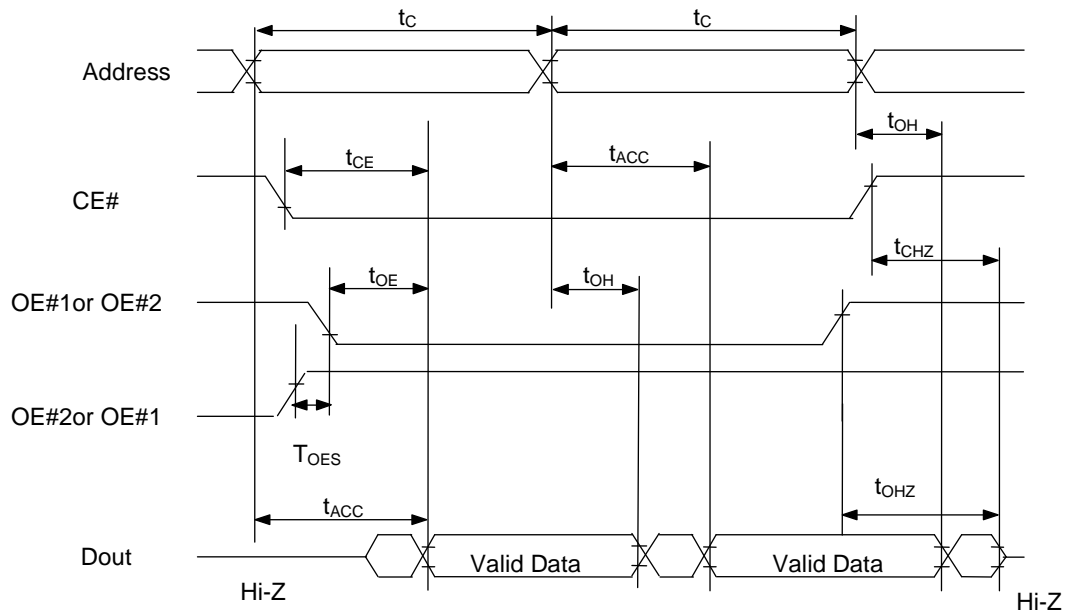 tC tC
Address
tOH
tCE tACC
CE#
tCHZ
tOE tOH
OE#1or OE#2
OE#2or OE#1
TOES
tOHZ
tACC
Dout Valid Data Valid Data
Hi-Z Hi-Z